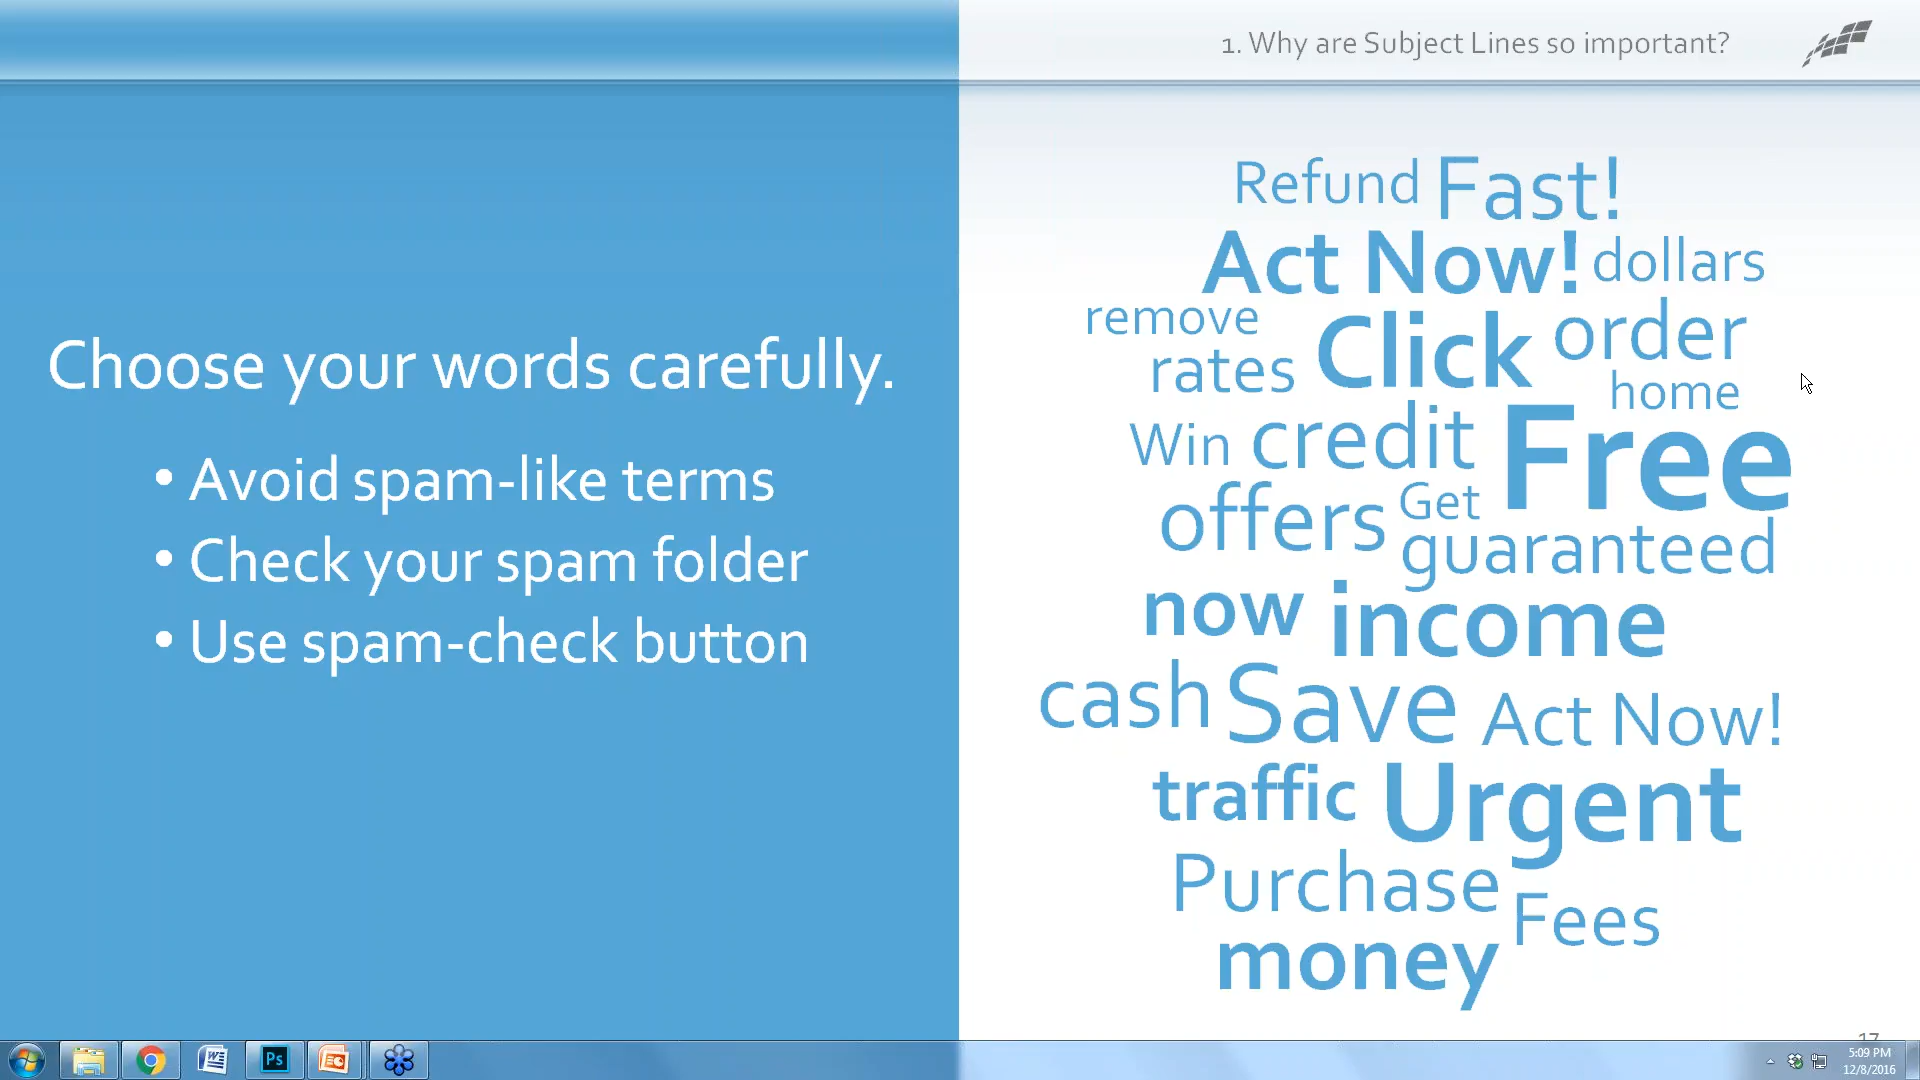 1. Why are Subject Lines so important?
Choose your words carefully.
• Avoid spam-like terms
• Check your spam folder
• Use spam-check button
Refund Fast!
Act Now! dollars
remove
rates Click order
home
Win credit Free
offers Get
guaranteed
now income
cash Save Act Now!
traffic Urgent
Purchase Fees
money
17
Ps
5:09 PM
12/8/2016